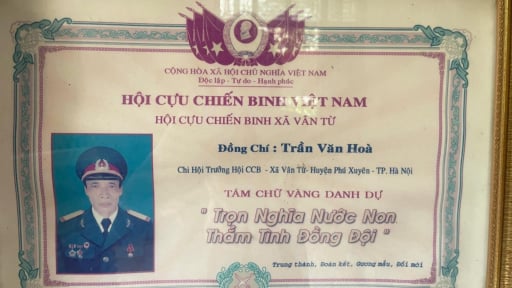 CỘNG HÒA XÃ HỘI CHỦ NGHĨA VIỆT NAM
Độc lập - Tự do - Hạnh phúc
HỘI CỰU CHIẾN BINH VIỆT NAM
HỘI CỰU CHIẾN BINH XÃ VÂN TỪ
Đồng Chí : Trần Văn Hoà
Chi Hội Trưởng Hội CCB - Xã Vân Từ- Huyện Phú Xuyên - TP. Hà Nội
TÁM CHỮ VÀNG DANH DỰ
" Trọn Nghĩa Nước Non
Thắm Tình Đồng Đội "
Trung thành, Đoàn kết, Gương mẫu, Đổi mới